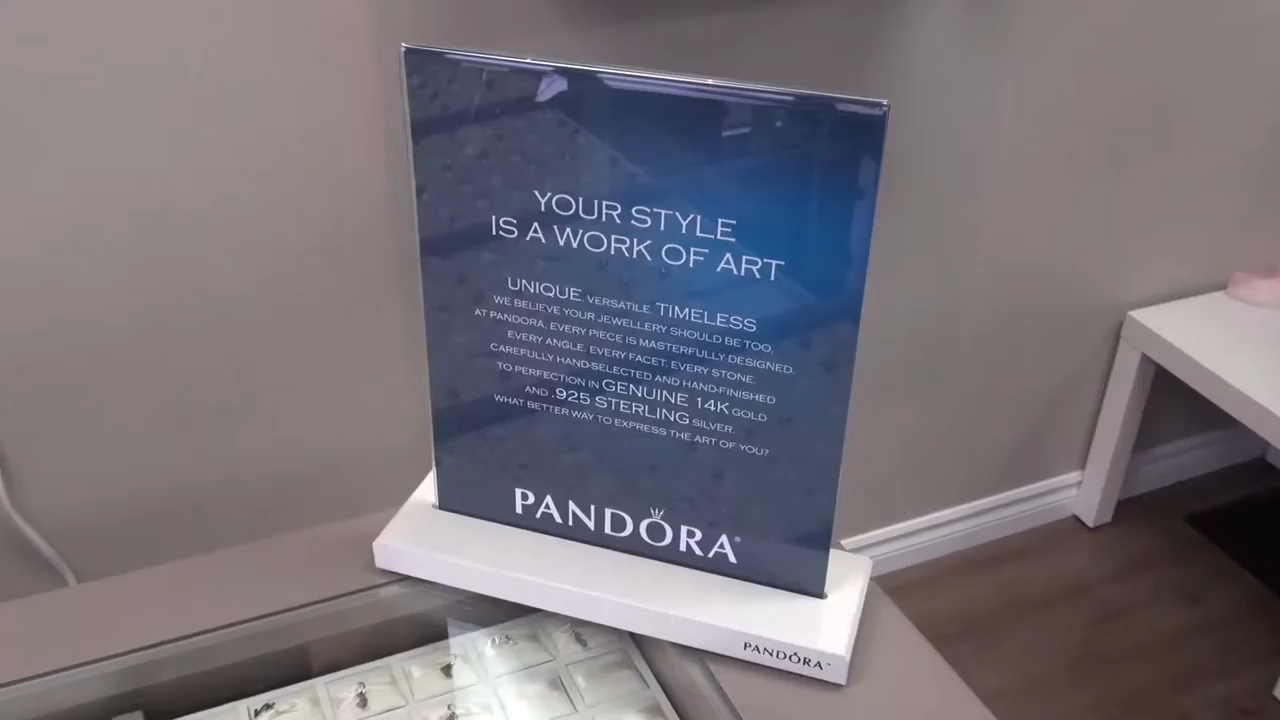 YOUR STYLE
IS A WORK OF ART
UNIQUE. VERSATILE. TIMELESS
WE BELIEVE YOUR JEWELLERY SHOULD BE TOO.
AT PANDORA, EVERY PIECE IS MASTERFULLY DESIGNED.
EVERY ANGLE. EVERY FACET. EVERY STONE.
CAREFULLY HAND-SELECTED AND HAND-FINISHED
TO PERFECTION IN GENUINE 14K GOLD
AND .925 STERLING SILVER.
WHAT BETTER WAY TO EXPRESS THE ART OF YOU?
PANDORA®
PANDORA™